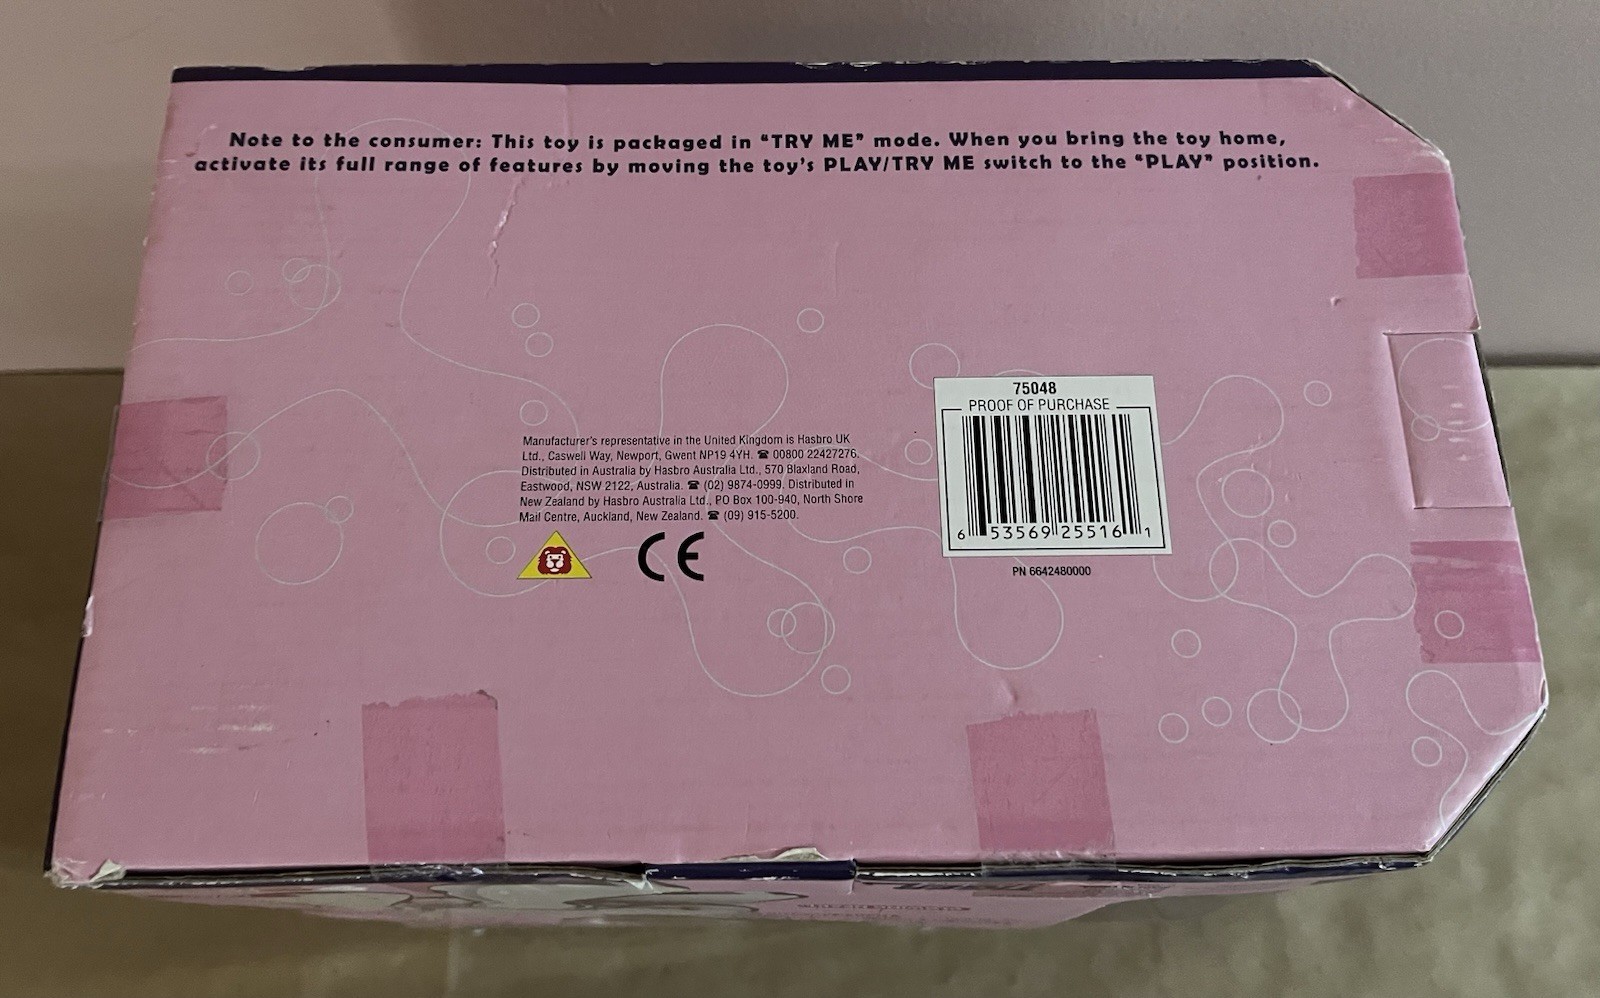 Note to the consumer: This toy is packaged in “TRY ME” mode. When you bring the toy home,
activate its full range of features by moving the toy’s PLAY/TRY ME switch to the “PLAY” position.
Manufacturer’s representative in the United Kingdom is Hasbro UK
Ltd., Caswell Way, Newport, Gwent NP19 4YH. ☎ 00800 22427276.
Distributed in Australia by Hasbro Australia Ltd., 570 Blaxland Road,
Eastwood, NSW 2122, Australia. ☎ (02) 9874-0999. Distributed in
New Zealand by Hasbro Australia Ltd., PO Box 100-940, North Shore
Mail Centre, Auckland, New Zealand. ☎ (09) 915-5200.
CE
75048
PROOF OF PURCHASE
6 53569 25516 1
PN 6642480000